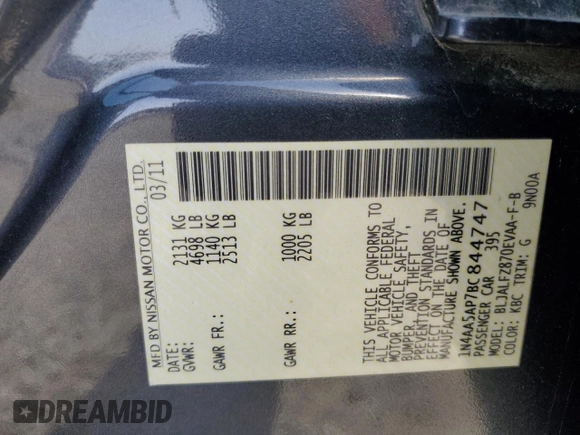 MFD BY NISSAN MOTOR CO., LTD.
DATE: 03/11
GVWR: 2131 KG
4698 LB
GAWR FR.: 1140 KG
2513 LB
GAWR RR.: 1000 KG
2205 LB
THIS VEHICLE CONFORMS TO
ALL APPLICABLE FEDERAL
MOTOR VEHICLE SAFETY,
BUMPER, AND THEFT
PREVENTION STANDARDS IN
EFFECT ON THE DATE OF
MANUFACTURE SHOWN ABOVE.
1N4AA5AP7BC844747
PASSENGER CAR 395
MODEL: BLJALFZ870EVAA-F-B
COLOR: KBC TRIM: G 9N00A
DREAMBID